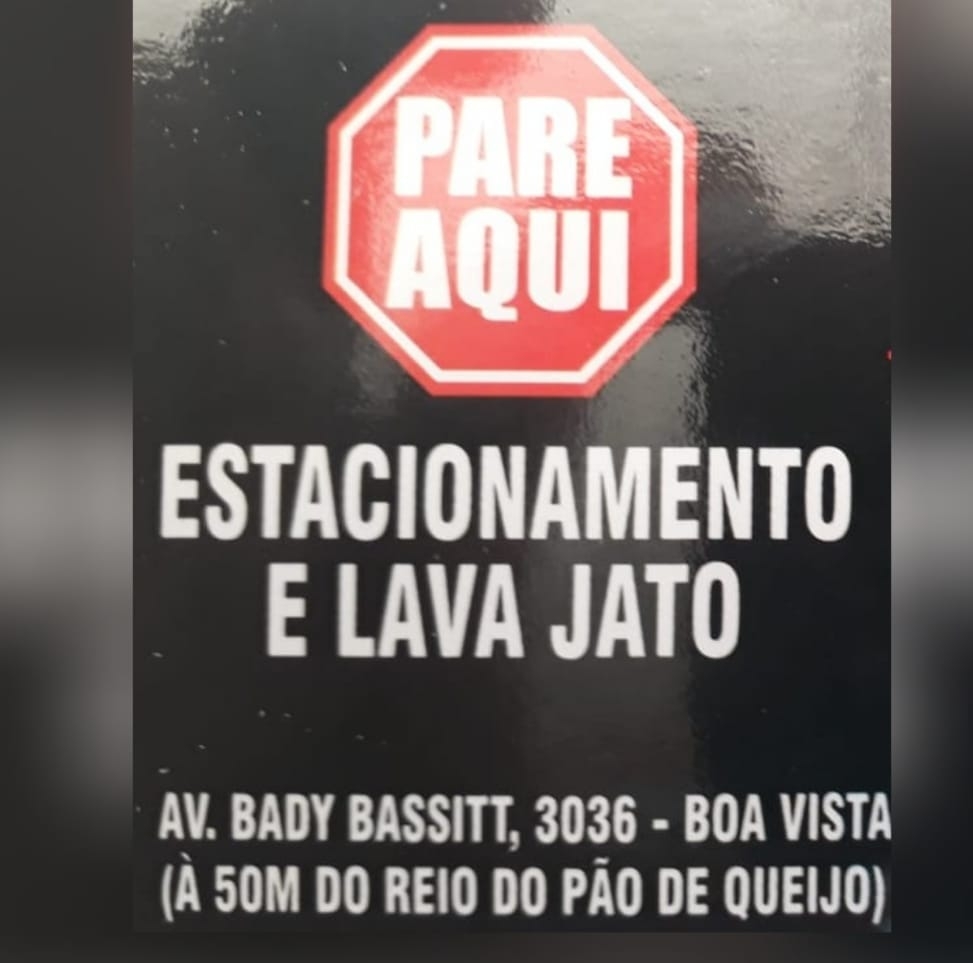 PARE
AQUI
ESTACIONAMENTO
E LAVA JATO
AV. BADY BASSITT, 3036 - BOA VISTA
(À 50M DO REIO DO PÃO DE QUEIJO)